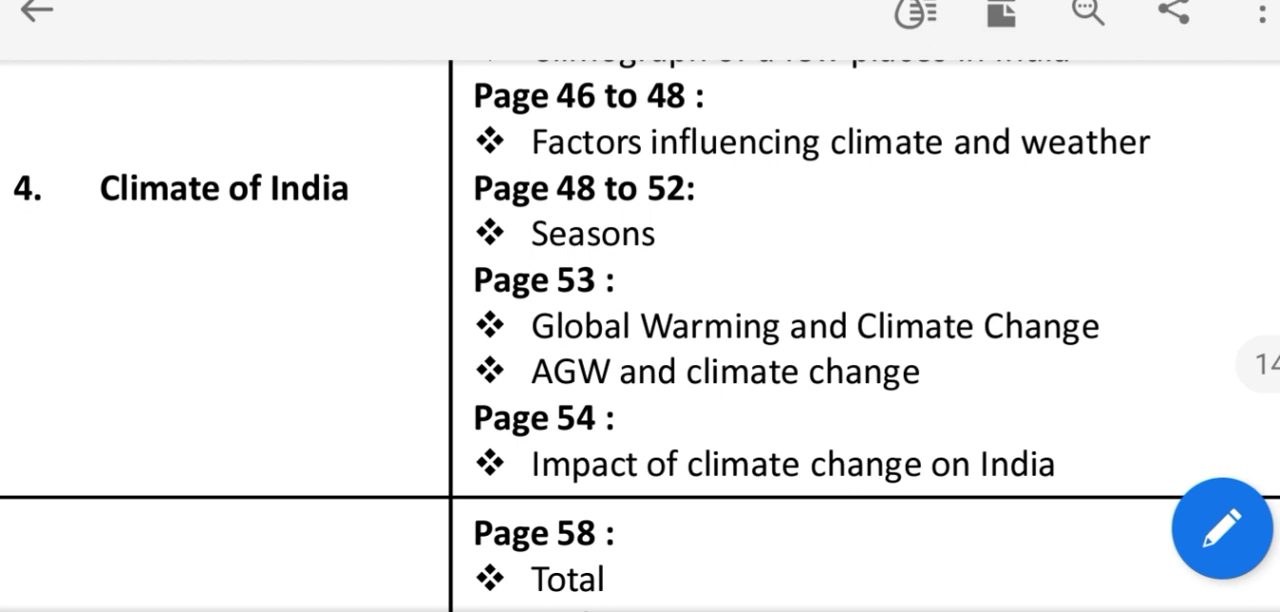 Page 46 to 48 :
❖ Factors influencing climate and weather
4. Climate of India
Page 48 to 52:
❖ Seasons
Page 53 :
❖ Global Warming and Climate Change
❖ AGW and climate change
14
Page 54 :
❖ Impact of climate change on India
Page 58 :
❖ Total